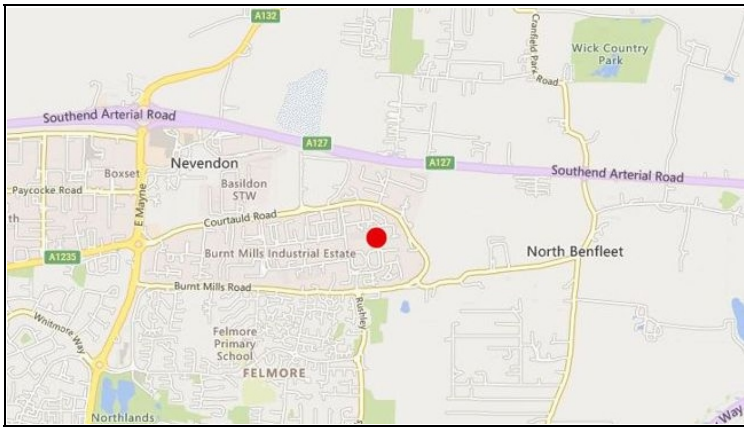 A132
Cranfield Park Road
Wick Country
Park
Southend Arterial Road
A127
Nevendon
A127
Southend Arterial Road
Boxset
Basildon
STW
Paycocke Road
th
E Mayne
Courtauld Road
North Benfleet
Burnt Mills Industrial Estate
A1235
Burnt Mills Road
Rushley
Whitmore Way
Felmore
Primary
School
FELMORE
Northlands
Way